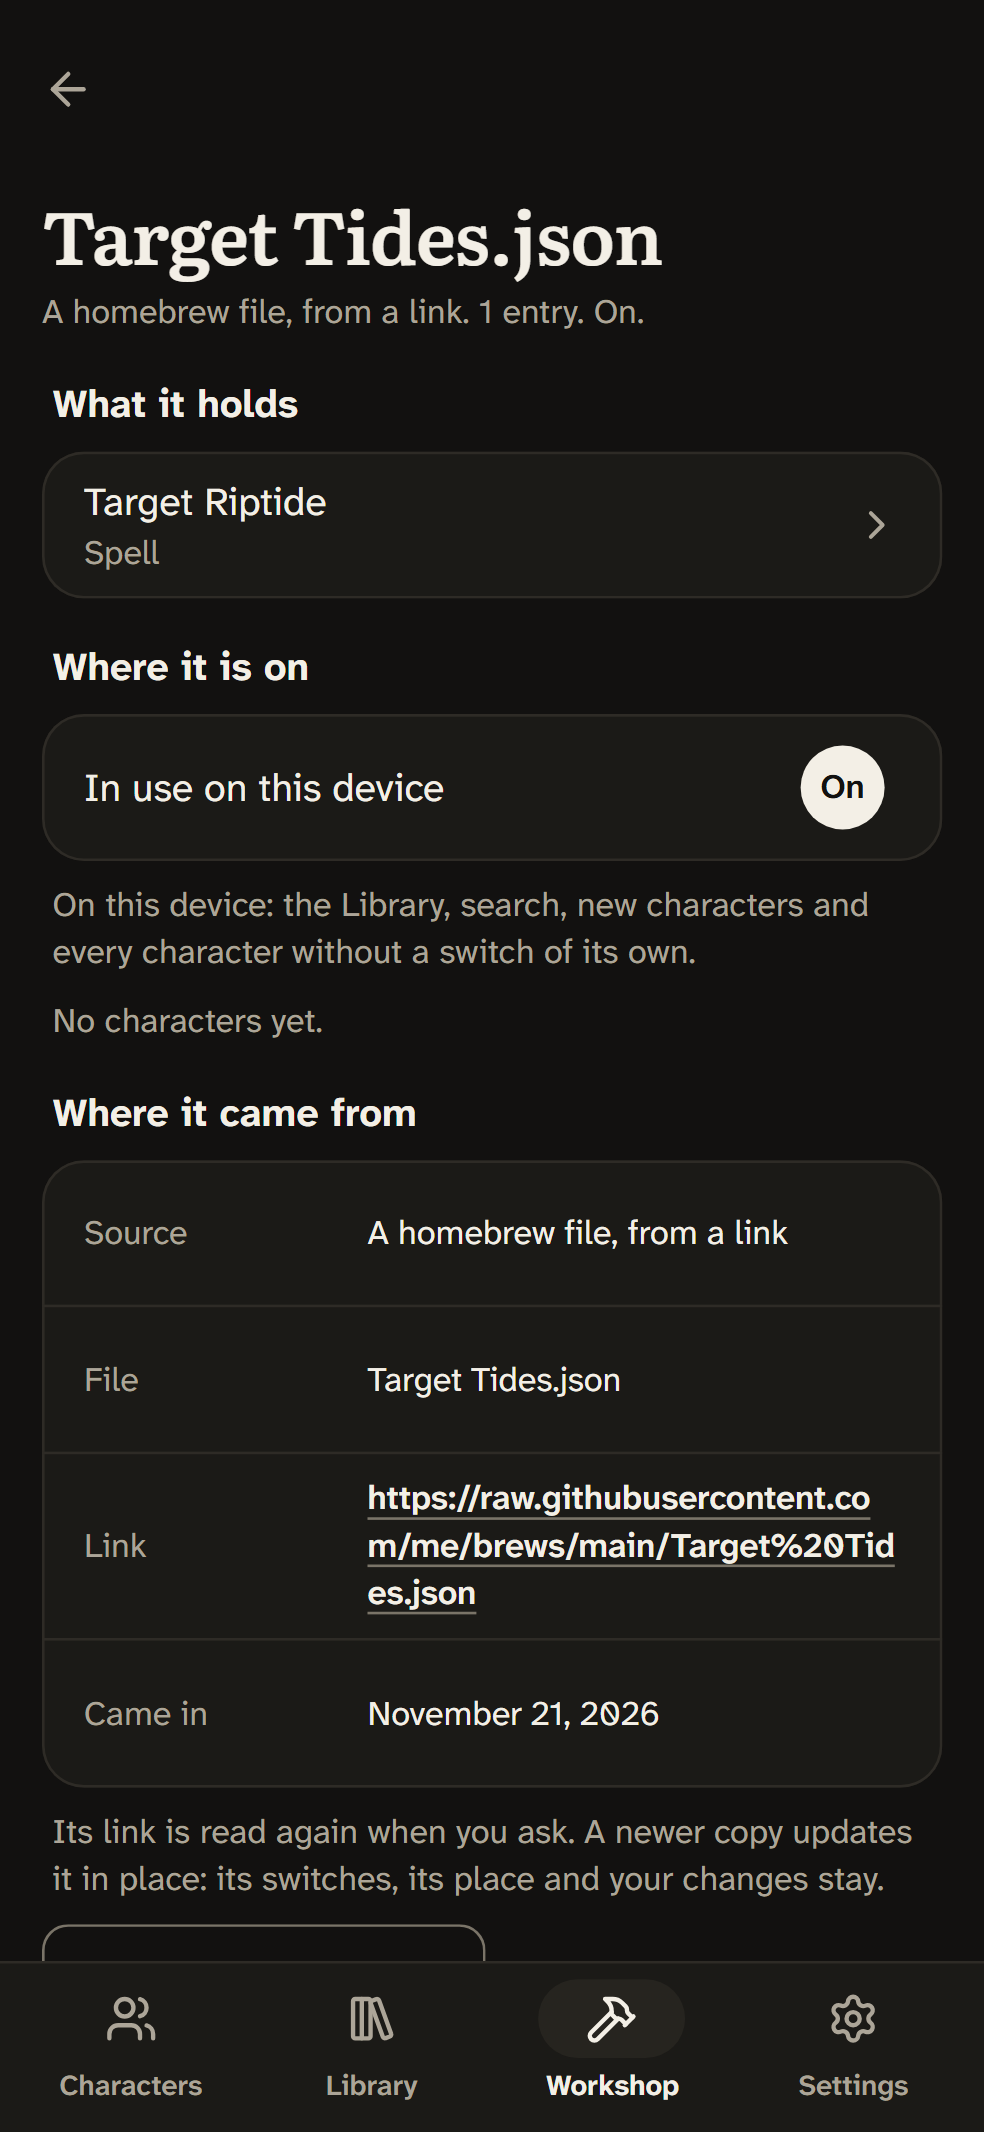 Target Tides.json
A homebrew file, from a link. 1 entry. On.
What it holds
Target Riptide
Spell
Where it is on
In use on this device
On
On this device: the Library, search, new characters and
every character without a switch of its own.
No characters yet.
Where it came from
Source
A homebrew file, from a link
File
Target Tides.json
Link
https://raw.githubusercontent.co
m/me/brews/main/Target%20Tid
es.json
Came in
November 21, 2026
Its link is read again when you ask. A newer copy updates
it in place: its switches, its place and your changes stay.
Characters
Library
Workshop
Settings